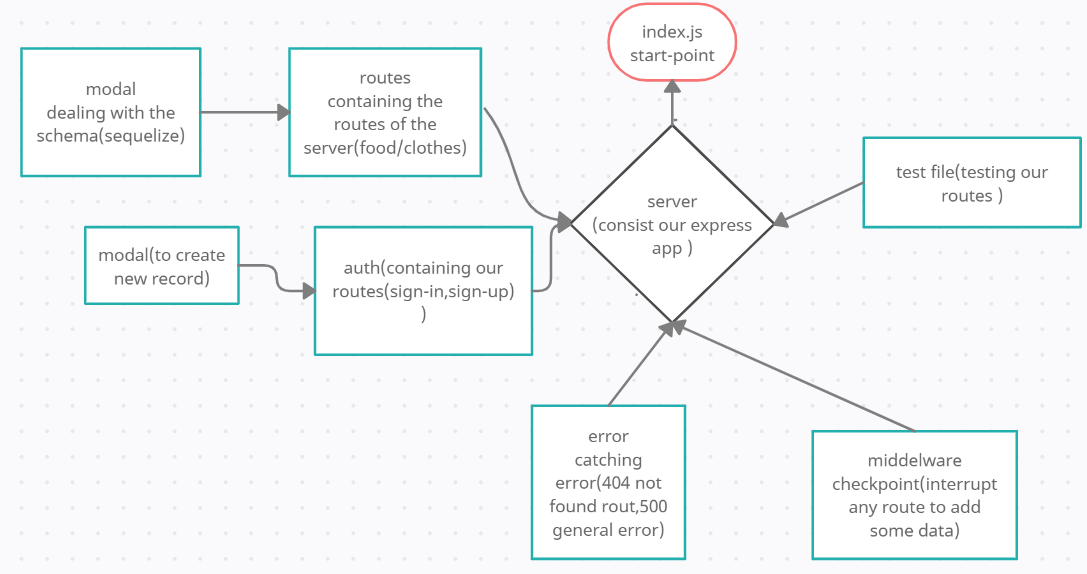 index.js
start-point
modal
dealing with the
schema(sequelize)
routes
containing the
routes of the
server(food/clothes)
test file(testing our
routes )
server
(consist our express
app )
modal(to create
new record)
auth(containing our
routes(sign-in,sign-up)
)
error
catching
error(404 not
found rout,500
general error)
middelware
checkpoint(interrupt
any route to add
some data)